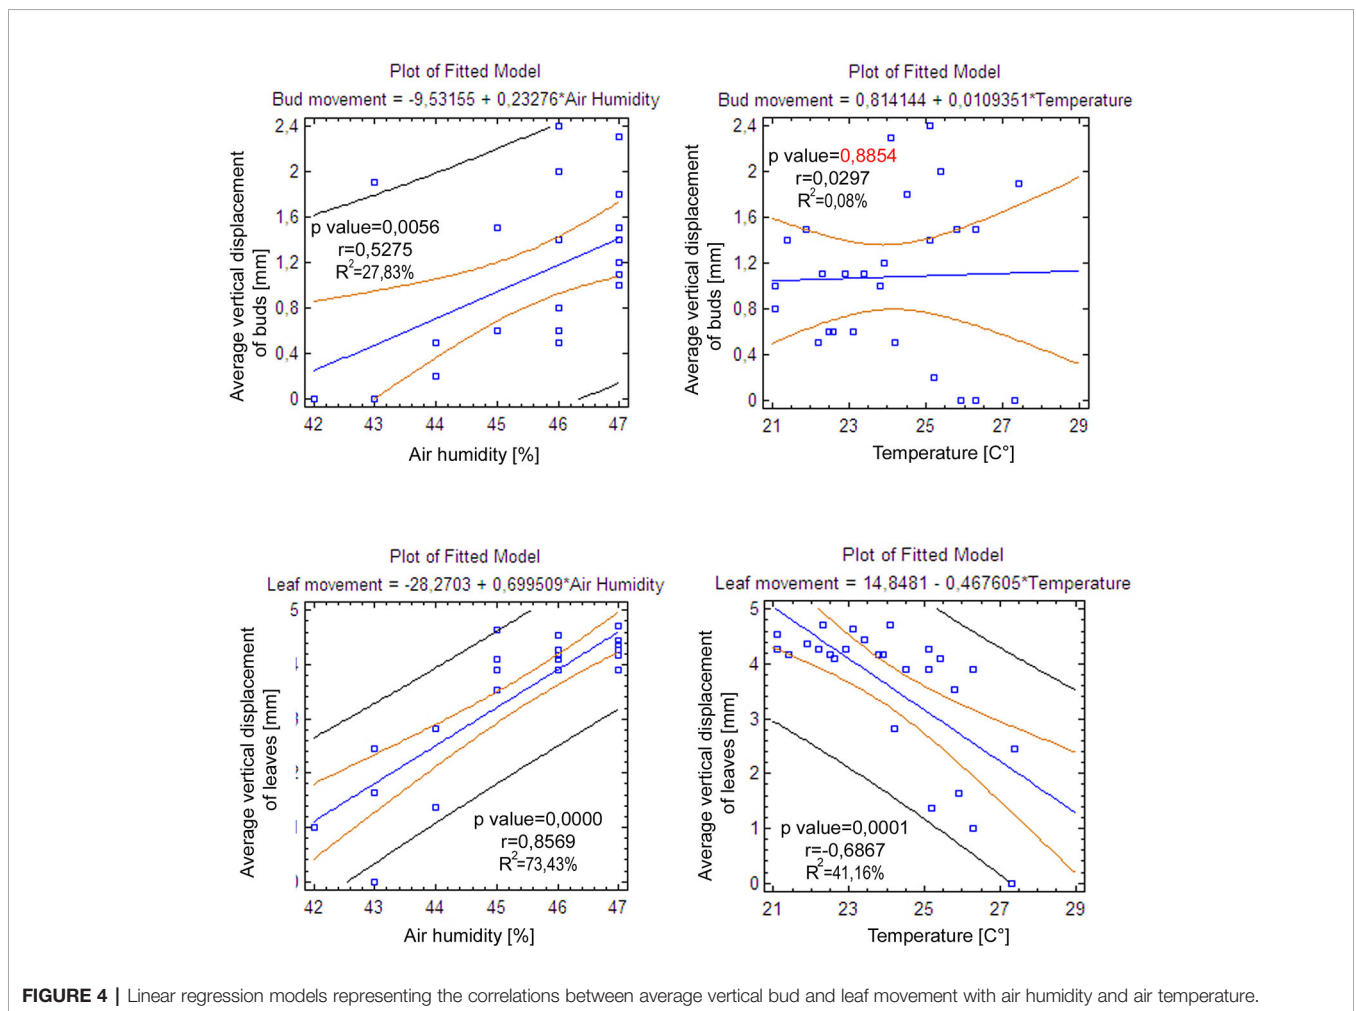 Plot of Fitted Model
Bud movement = -9,53155 + 0,23276*Air Humidity
2,4
2
1,6
1,2
0,8
0,4
0
p value=0,0056
r=0,5275
R²=27,83%
42 43 44 45 46 47
Air humidity [%]
Average vertical displacement
of buds [mm]
Plot of Fitted Model
Bud movement = 0,814144 + 0,0109351*Temperature
2,4
2
1,6
1,2
0,8
0,4
0
p value=0,8854
r=0,0297
R²=0,08%
21 23 25 27 29
Temperature [C°]
Average vertical displacement
of buds [mm]
Plot of Fitted Model
Leaf movement = -28,2703 + 0,699509*Air Humidity
5
4
3
2
1
0
p value=0,0000
r=0,8569
R²=73,43%
42 43 44 45 46 47
Air humidity [%]
Average vertical displacement
of leaves [mm]
Plot of Fitted Model
Leaf movement = 14,8481 - 0,467605*Temperature
5
4
3
2
1
0
p value=0,0001
r=-0,6867
R²=41,16%
21 23 25 27 29
Temperature [C°]
Average vertical displacement
of leaves [mm]
FIGURE 4 | Linear regression models representing the correlations between average vertical bud and leaf movement with air humidity and air temperature.